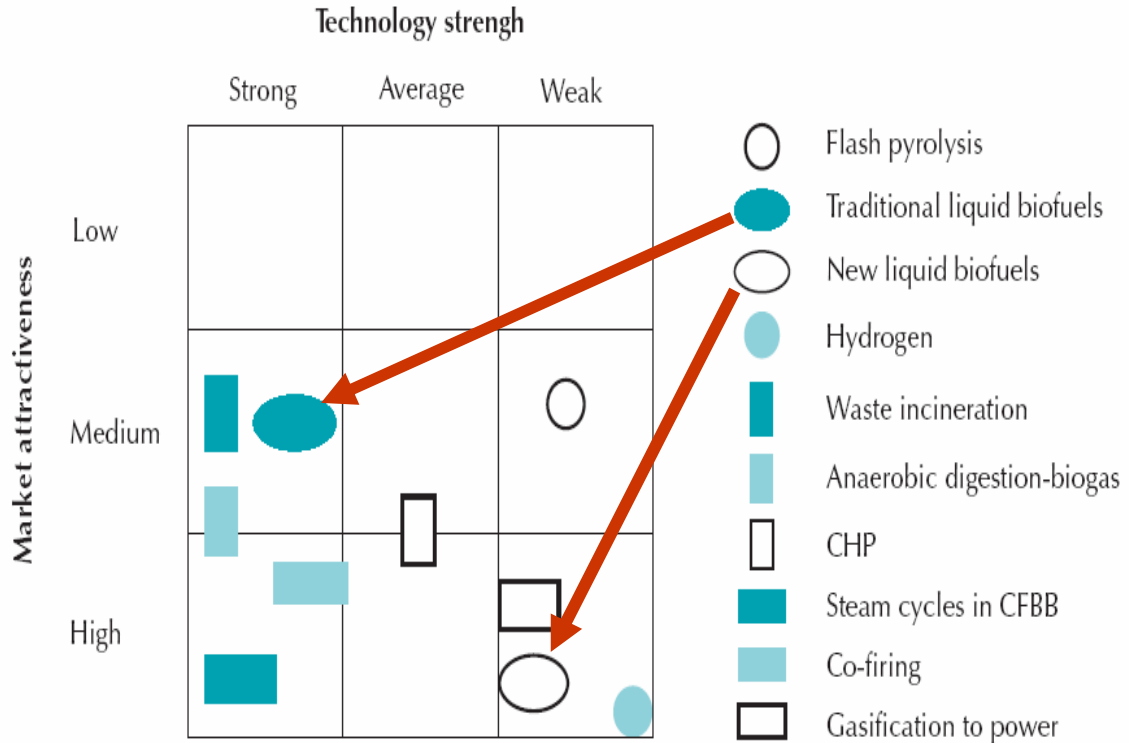 Technology strengh
Strong
Average
Weak
Market attractiveness
Low
Medium
High
Flash pyrolysis
Traditional liquid biofuels
New liquid biofuels
Hydrogen
Waste incineration
Anaerobic digestion-biogas
CHP
Steam cycles in CFBB
Co-firing
Gasification to power